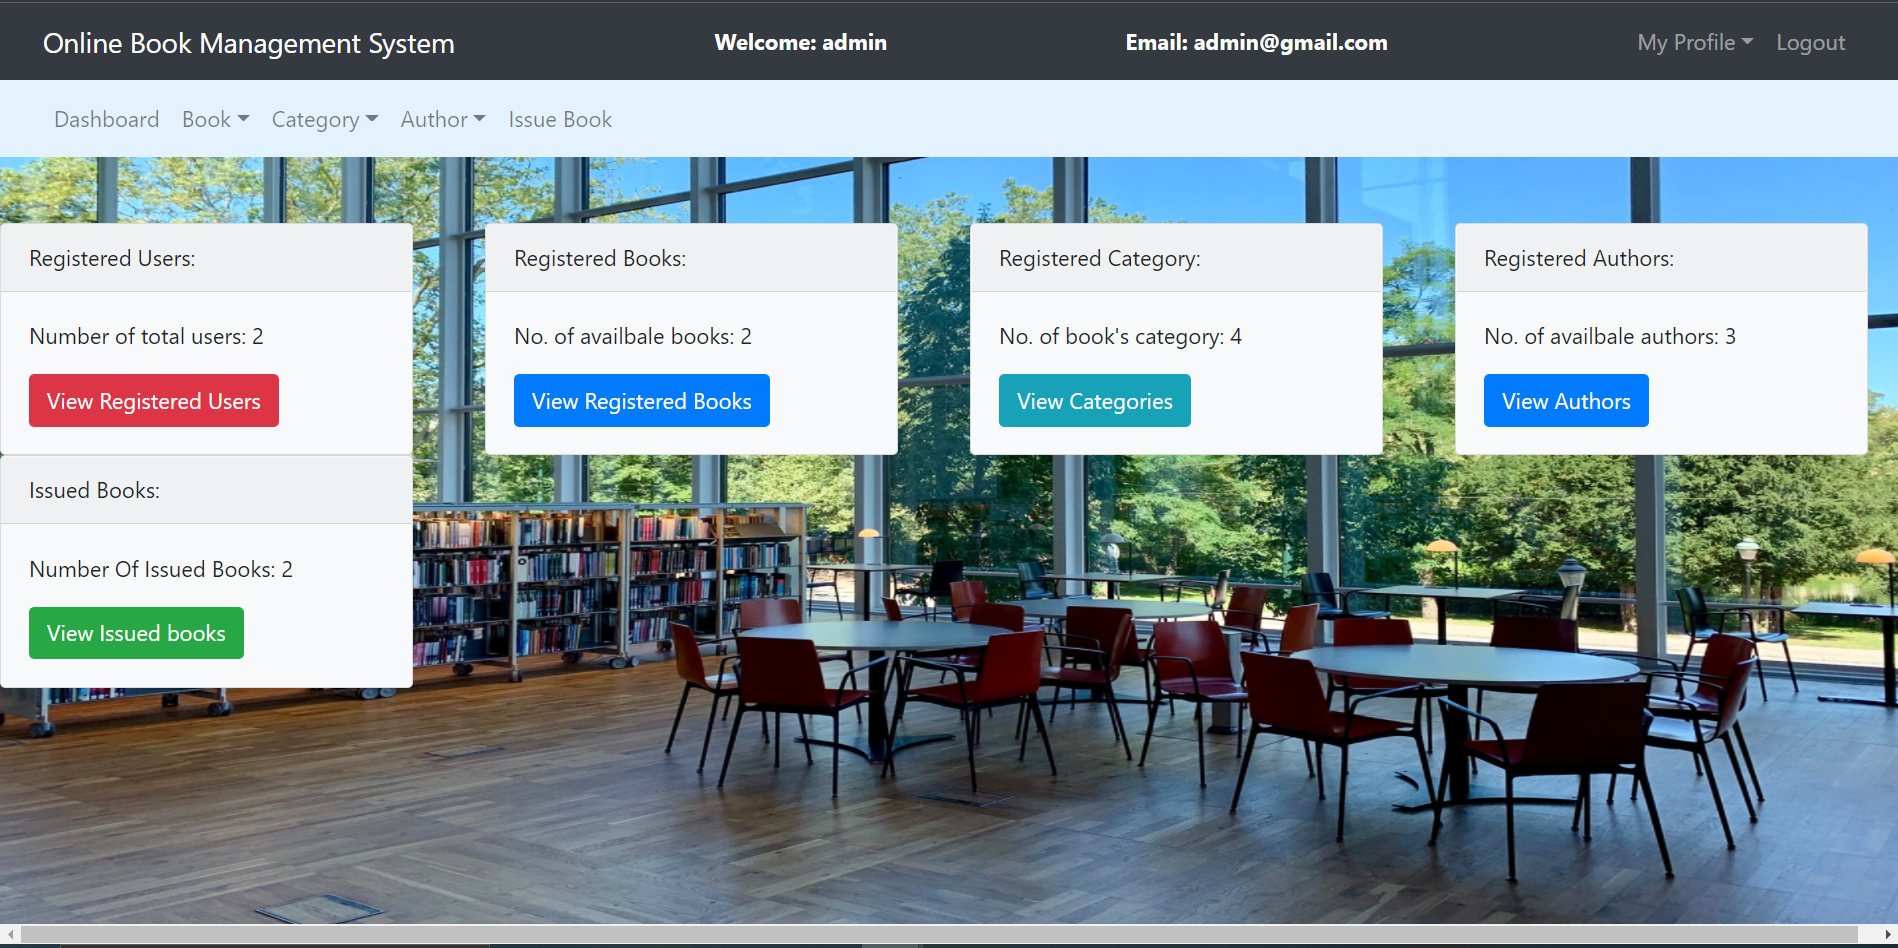 Online Book Management System
Welcome: admin
Email: admin@gmail.com
My Profile
Logout
Dashboard
Book
Category
Author
Issue Book
Registered Users:
Number of total users: 2
View Registered Users
Registered Books:
No. of availbale books: 2
View Registered Books
Registered Category:
No. of book's category: 4
View Categories
Registered Authors:
No. of availbale authors: 3
View Authors
Issued Books:
Number Of Issued Books: 2
View Issued books